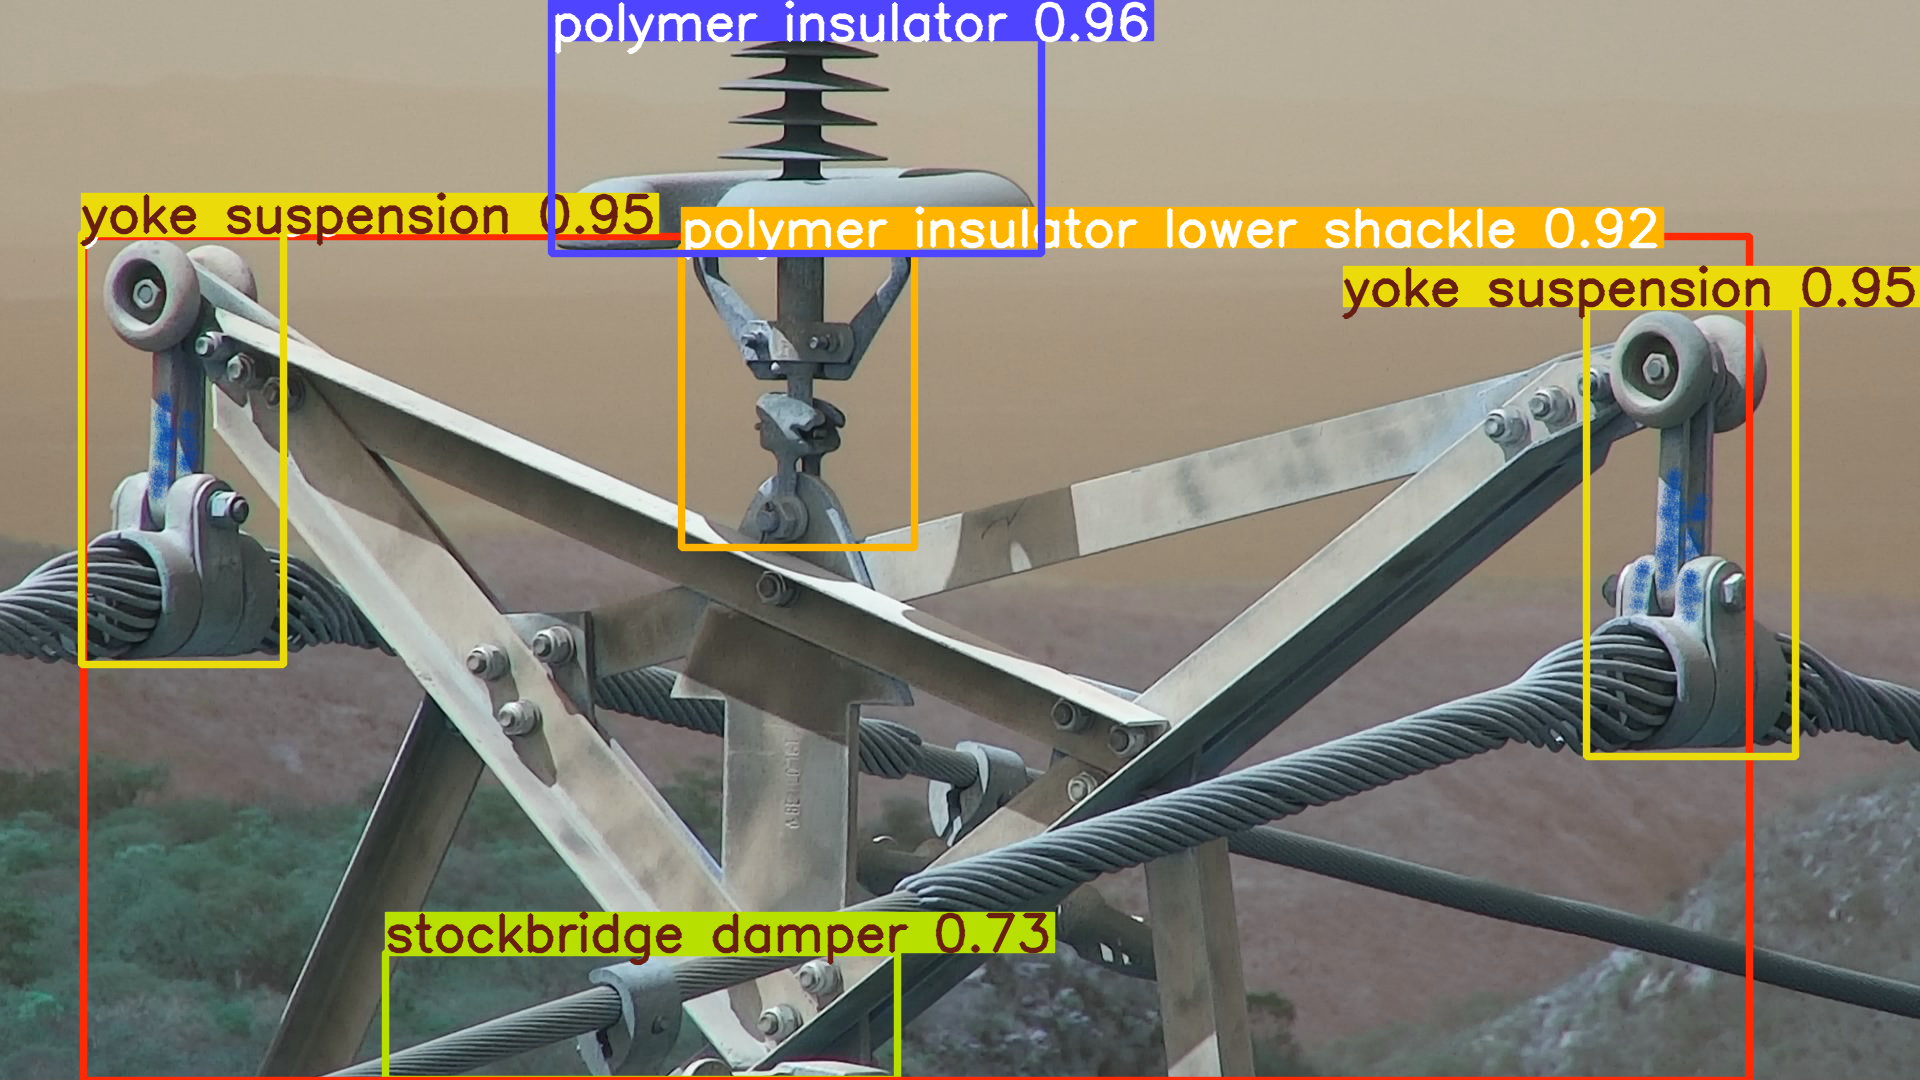 polymer insulator 0.96
yoke suspension 0.95
polymer insulator lower shackle 0.92
yoke suspension 0.95
stockbridge damper 0.73